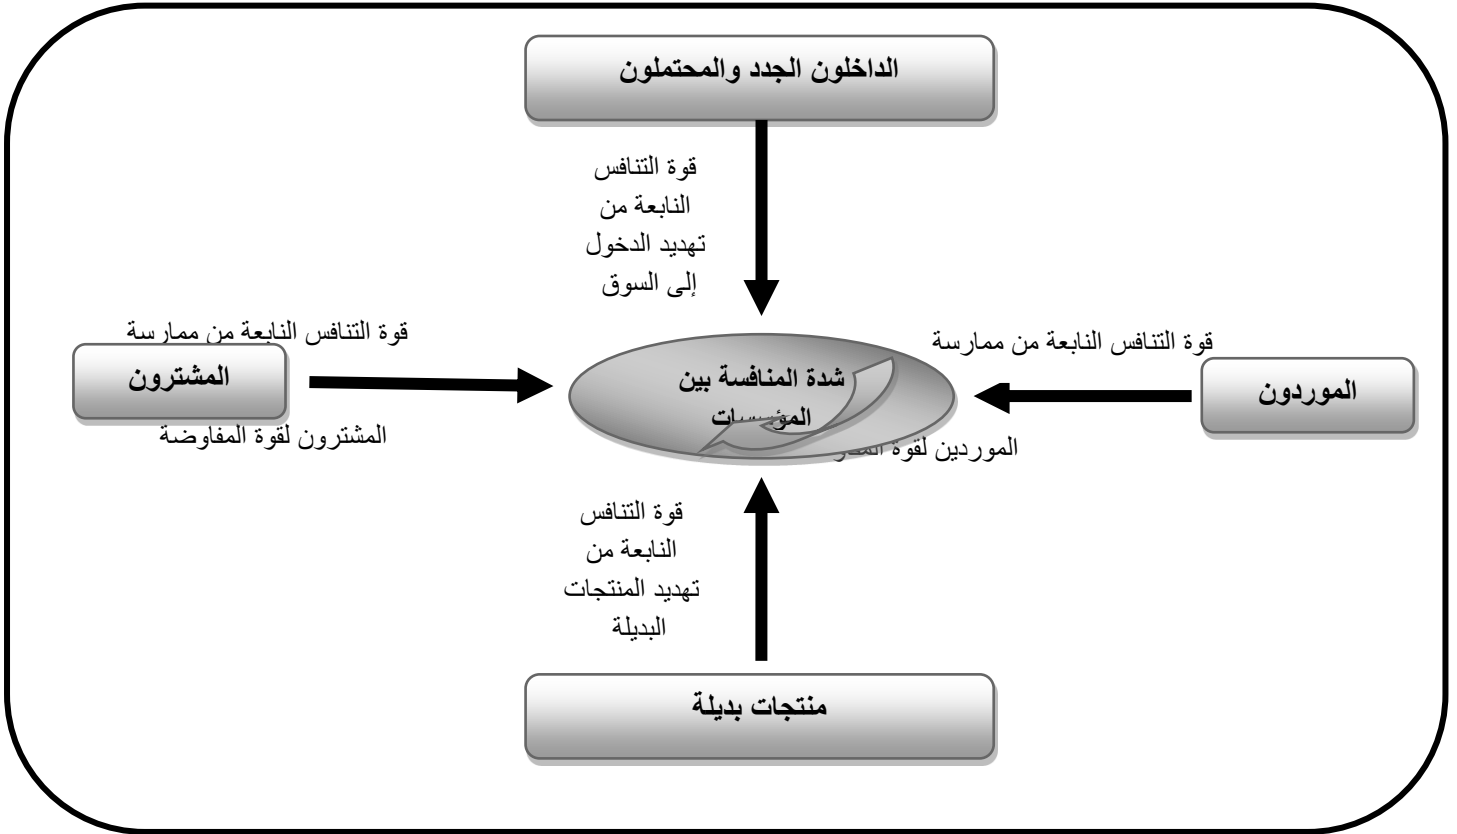 الداخلون الجدد والمحتملون
قوة التنافس
النابعة من
تهديد الدخول
إلى السوق
قوة التنافس النابعة من ممارسة
الموردون
الموردين لقوة
شدة المنافسة بين
المؤسسات
قوة التنافس النابعة من ممارسة
المشترون
المشترون لقوة المفاوضة
قوة التنافس
النابعة من
تهديد المنتجات
البديلة
منتجات بديلة